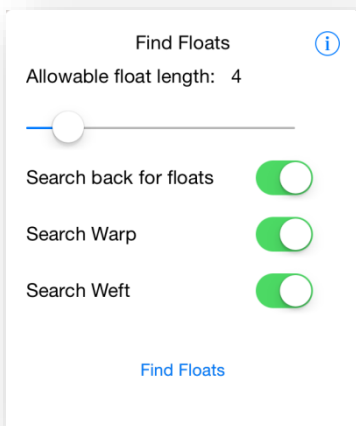 Find Floats
Allowable float length: 4
Search back for floats
Search Warp
Search Weft
Find Floats